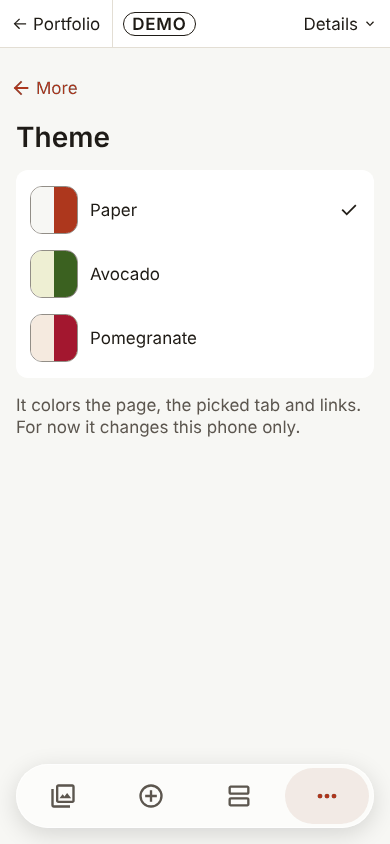 ← Portfolio
DEMO
Details
← More
Theme
Paper
Avocado
Pomegranate
It colors the page, the picked tab and links.
For now it changes this phone only.